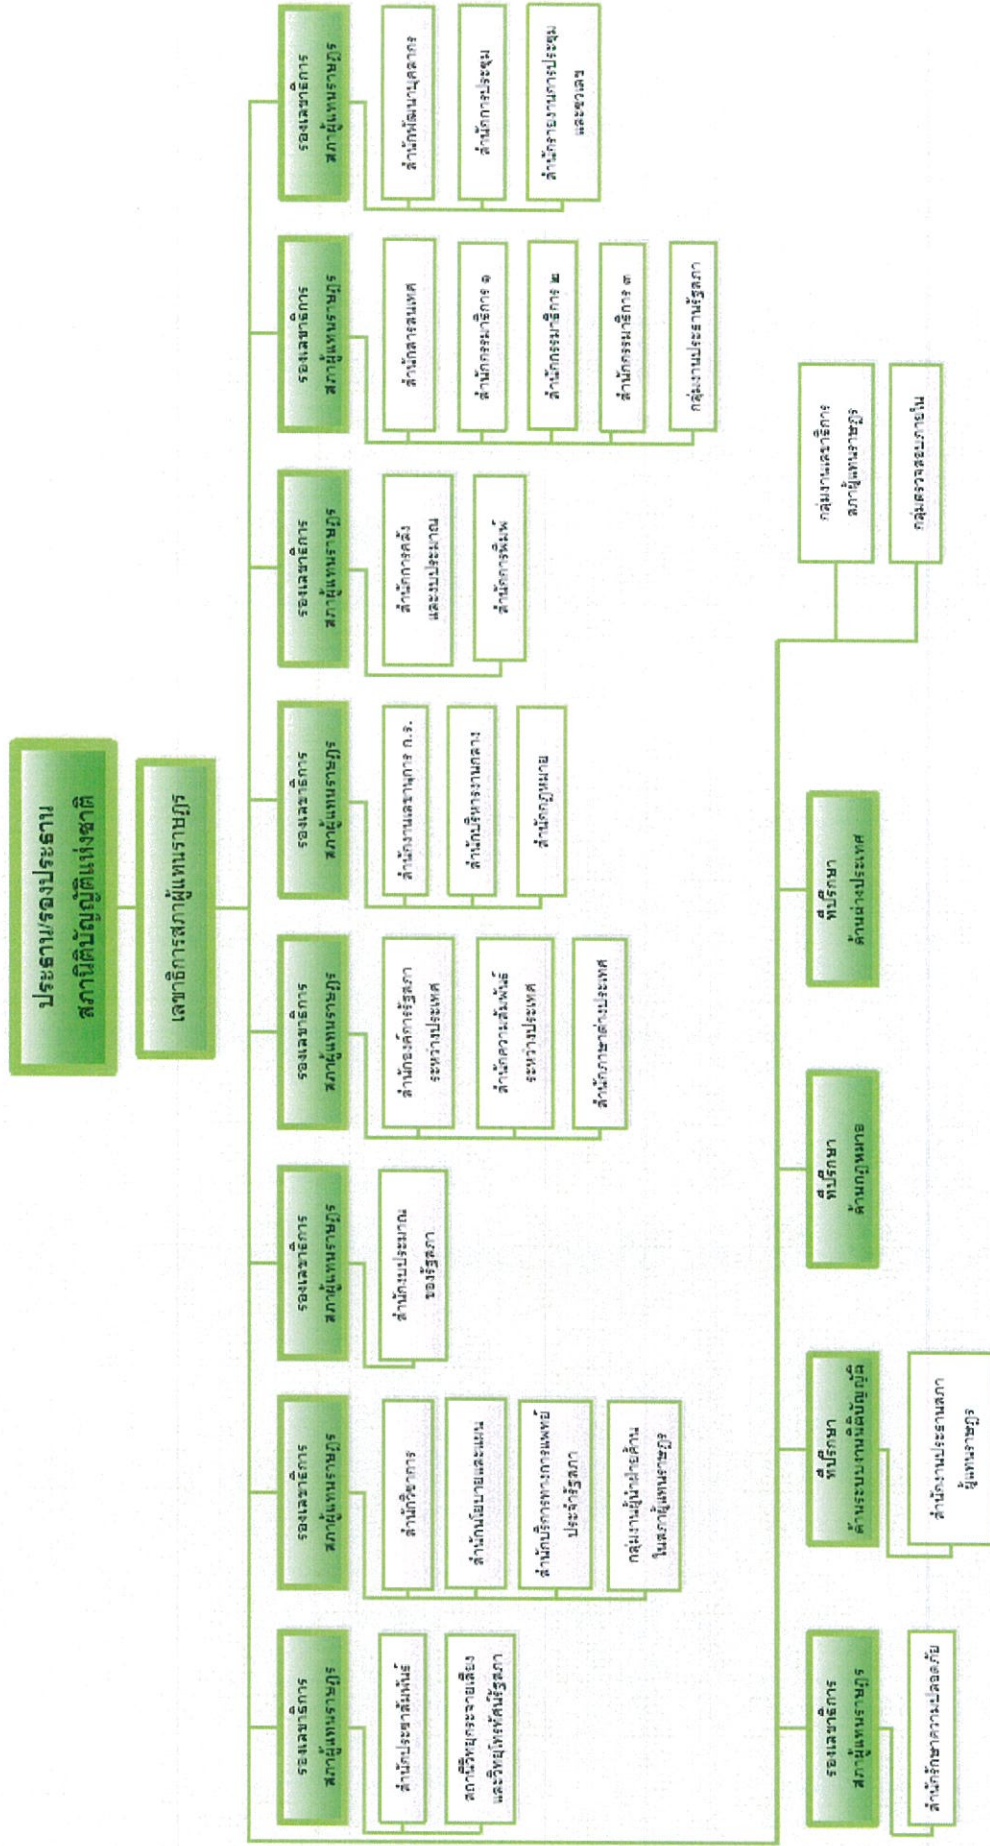 ประธาน/รองประธาน
สภานิติบัญญัติแห่งชาติ
เลขาธิการสภาผู้แทนราษฎร
รองเลขาธิการ
สภาผู้แทนราษฎร
สำนักประชาสัมพันธ์
สถานีวิทยุกระจายเสียง
และวิทยุโทรทัศน์รัฐสภา
รองเลขาธิการ
สภาผู้แทนราษฎร
สำนักวิชาการ
สำนักนโยบายและแผน
สำนักบริการทางการแพทย์
ประจำรัฐสภา
กลุ่มงานผู้นำฝ่ายค้าน
ในสภาผู้แทนราษฎร
รองเลขาธิการ
สภาผู้แทนราษฎร
สำนักงบประมาณ
ของรัฐสภา
รองเลขาธิการ
สภาผู้แทนราษฎร
สำนักองค์การรัฐสภา
ระหว่างประเทศ
สำนักความสัมพันธ์
ระหว่างประเทศ
สำนักภาษาต่างประเทศ
รองเลขาธิการ
สภาผู้แทนราษฎร
สำนักงานเลขานุการ ก.ร.
สำนักบริหารงานกลาง
สำนักกฎหมาย
รองเลขาธิการ
สภาผู้แทนราษฎร
สำนักการคลัง
และงบประมาณ
สำนักการพิมพ์
รองเลขาธิการ
สภาผู้แทนราษฎร
สำนักสารสนเทศ
สำนักกรรมาธิการ ๑
สำนักกรรมาธิการ ๒
สำนักกรรมาธิการ ๓
กลุ่มงานประธานรัฐสภา
รองเลขาธิการ
สภาผู้แทนราษฎร
สำนักพัฒนาบุคลากร
สำนักการประชุม
สำนักรายงานการประชุม
และชวเลข
รองเลขาธิการ
สภาผู้แทนราษฎร
สำนักรักษาความปลอดภัย
ที่ปรึกษา
ด้านระบบงานนิติบัญญัติ
สำนักงานประธานสภา
ผู้แทนราษฎร
ที่ปรึกษา
ด้านกฎหมาย
ที่ปรึกษา
ด้านต่างประเทศ
กลุ่มงานเลขาธิการ
สภาผู้แทนราษฎร
กลุ่มตรวจสอบภายใน